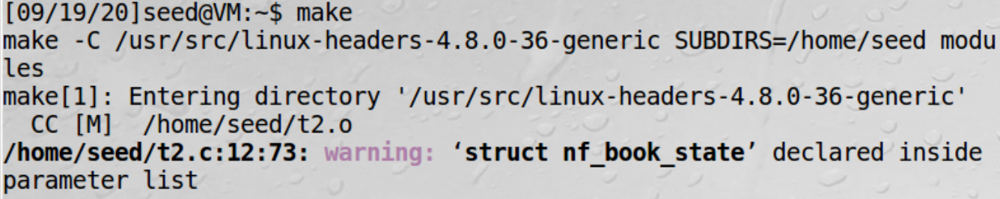 [09/19/20]seed@VM:~$ make
make -C /usr/src/linux-headers-4.8.0-36-generic SUBDIRS=/home/seed modu
les
make[1]: Entering directory '/usr/src/linux-headers-4.8.0-36-generic'
  CC [M]  /home/seed/t2.o
/home/seed/t2.c:12:73: warning: ‘struct nf_book_state’ declared inside
parameter list